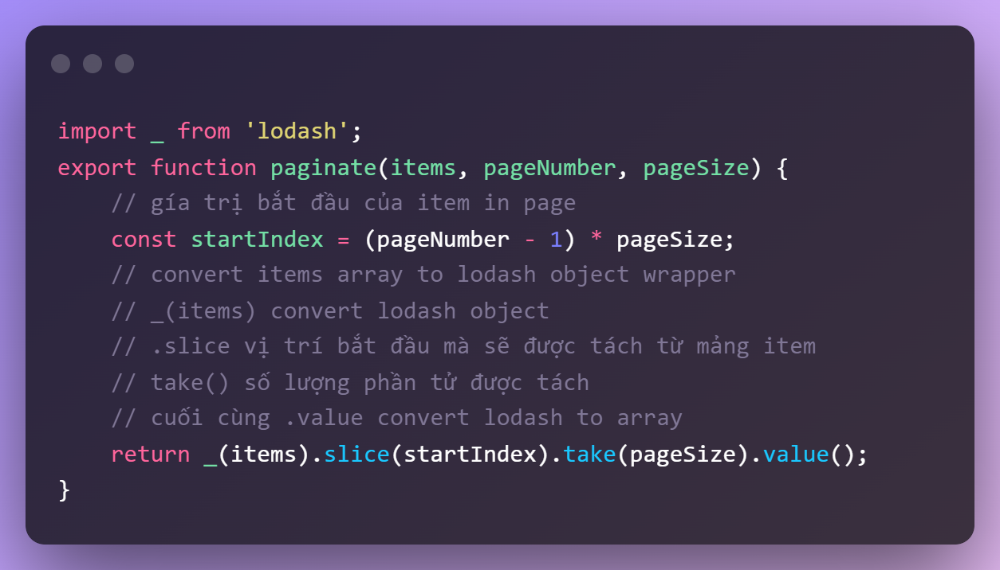 import _ from 'lodash';
export function paginate(items, pageNumber, pageSize) {
    // gía trị bắt đầu của item in page
    const startIndex = (pageNumber - 1) * pageSize;
    // convert items array to lodash object wrapper
    // _(items) convert lodash object
    // .slice vị trí bắt đầu mà sẽ được tách từ mảng item
    // take() số lượng phần tử được tách
    // cuối cùng .value convert lodash to array
    return _(items).slice(startIndex).take(pageSize).value();
}